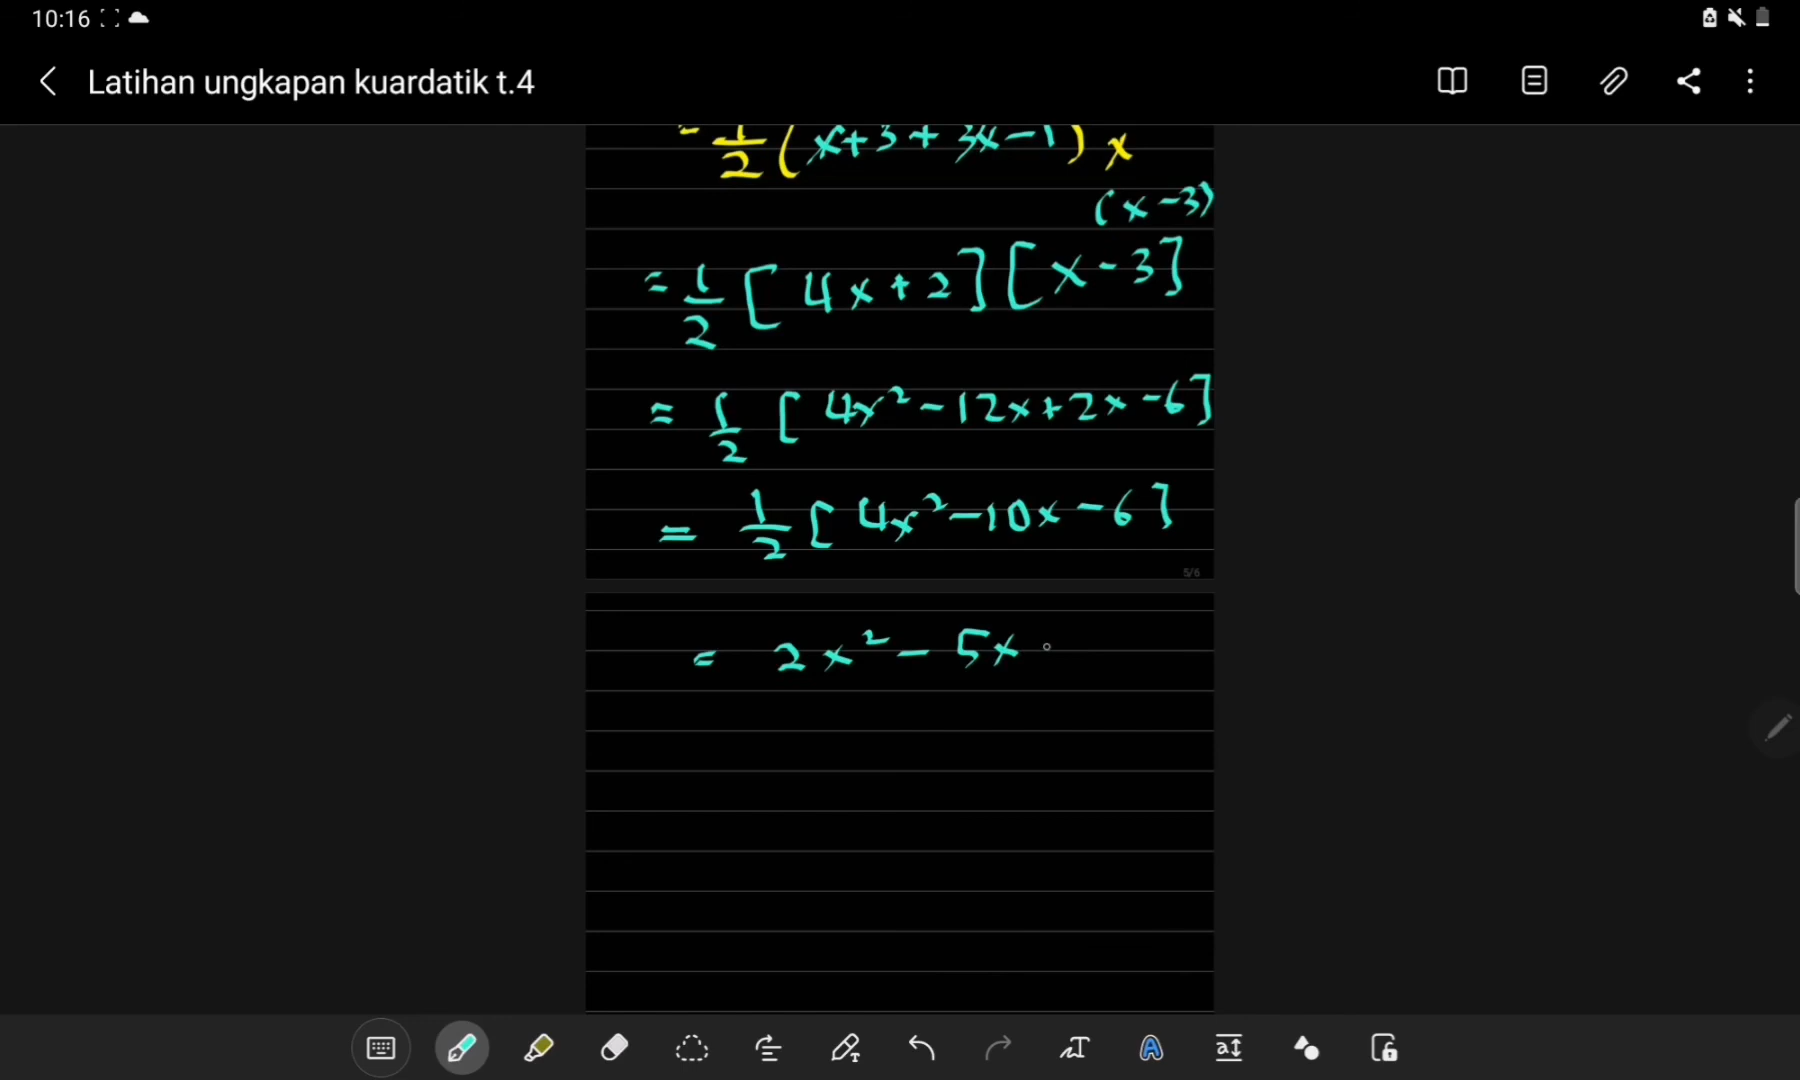 10:16
Latihan ungkapan kuardatik t.4
= 1/2 (x+3 + 3x-1) x
(x-3)
= 1/2 [4x+2][x-3]
= 1/2 [4x²-12x+2x-6]
= 1/2 [4x²-10x-6]
5/6
= 2x² - 5x